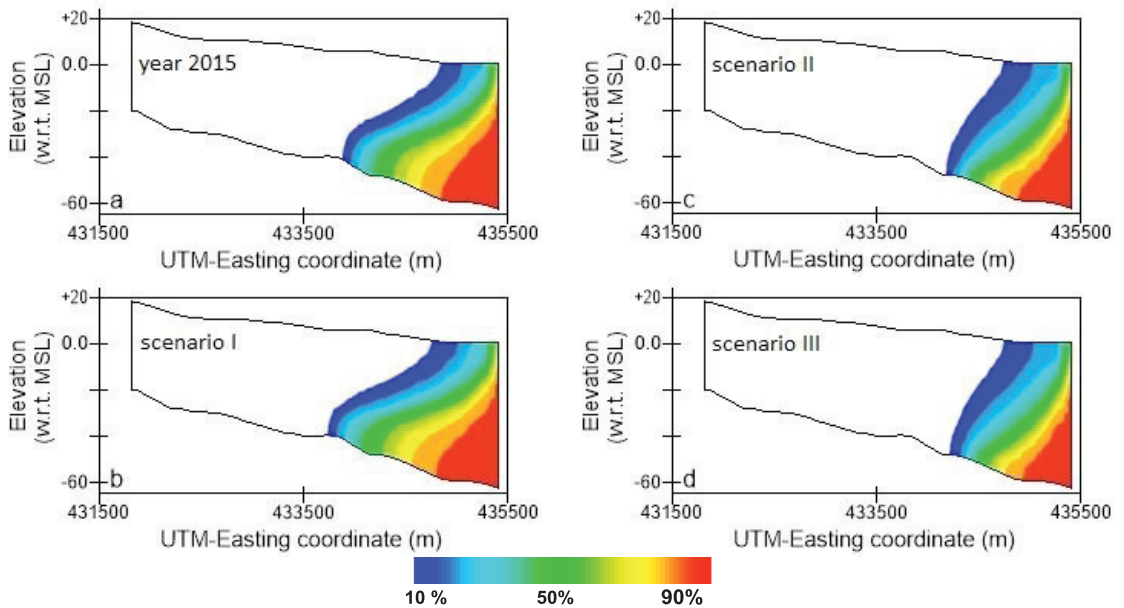 +20
0.0
-60
Elevation
(w.r.t. MSL)
year 2015
a
431500
433500
435500
UTM-Easting coordinate (m)
+20
0.0
-60
Elevation
(w.r.t. MSL)
scenario II
c
431500
433500
435500
UTM-Easting coordinate (m)
+20
0.0
-60
Elevation
(w.r.t. MSL)
scenario I
b
431500
433500
435500
UTM-Easting coordinate (m)
+20
0.0
-60
Elevation
(w.r.t. MSL)
scenario III
d
431500
433500
435500
UTM-Easting coordinate (m)
10 % 50% 90%